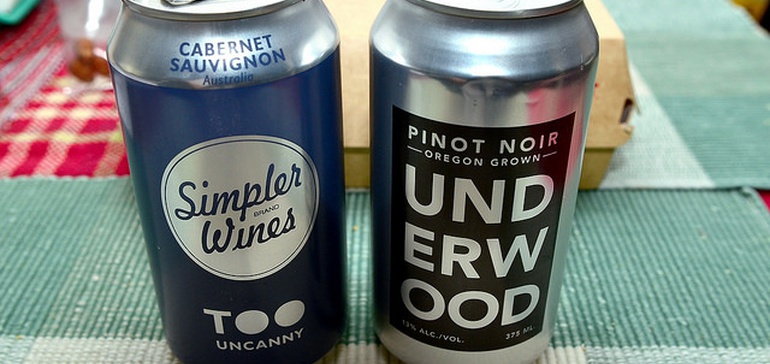 CABERNET
SAUVIGNON
Australia
Simpler
BRAND
Wines
TOO
UNCANNY
PINOT NOIR
OREGON GROWN
UND
ERW
OOD
13% ALC./VOL. 375 ML.